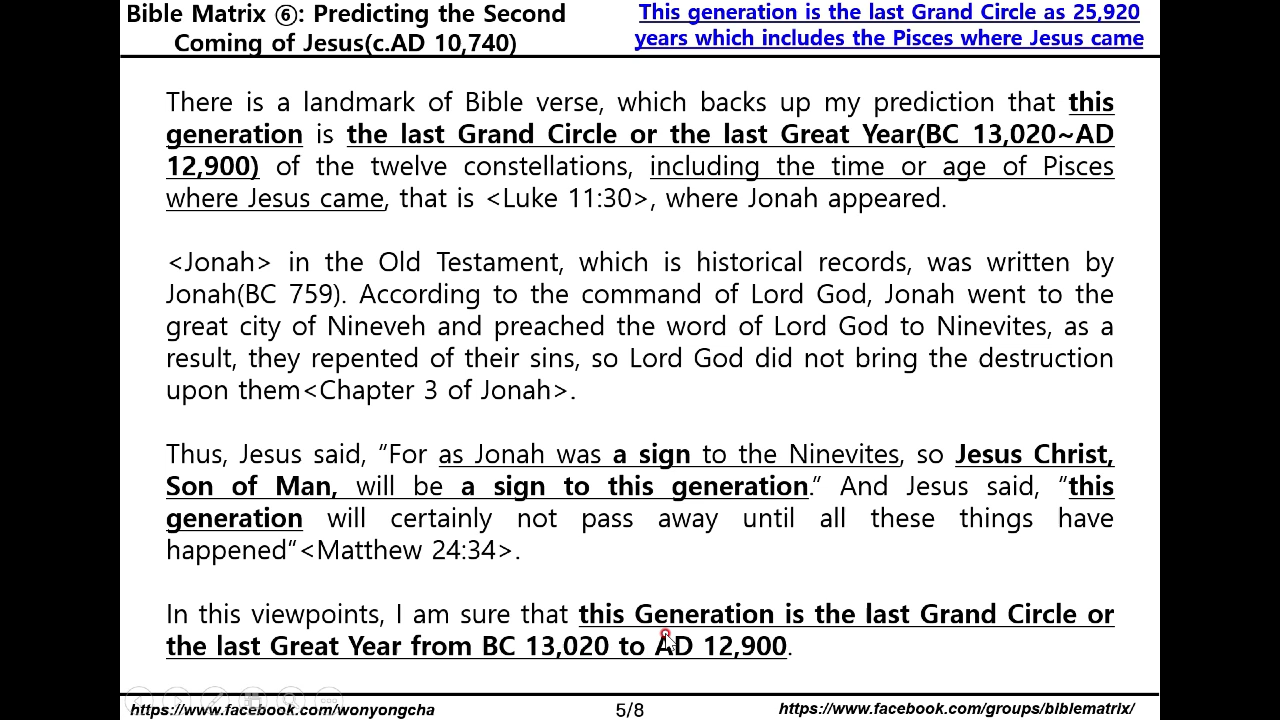 Bible Matrix ⑥: Predicting the Second
Coming of Jesus(c.AD 10,740)
This generation is the last Grand Circle as 25,920
years which includes the Pisces where Jesus came
There is a landmark of Bible verse, which backs up my prediction that this
generation is the last Grand Circle or the last Great Year(BC 13,020~AD
12,900) of the twelve constellations, including the time or age of Pisces
where Jesus came, that is <Luke 11:30>, where Jonah appeared.
<Jonah> in the Old Testament, which is historical records, was written by
Jonah(BC 759). According to the command of Lord God, Jonah went to the
great city of Nineveh and preached the word of Lord God to Ninevites, as a
result, they repented of their sins, so Lord God did not bring the destruction
upon them<Chapter 3 of Jonah>.
Thus, Jesus said, “For as Jonah was a sign to the Ninevites, so Jesus Christ,
Son of Man, will be a sign to this generation.” And Jesus said, “this
generation will certainly not pass away until all these things have
happened“<Matthew 24:34>.
In this viewpoints, I am sure that this Generation is the last Grand Circle or
the last Great Year from BC 13,020 to AD 12,900.
https://www.facebook.com/wonyongcha
5/8
https://www.facebook.com/groups/biblematrix/